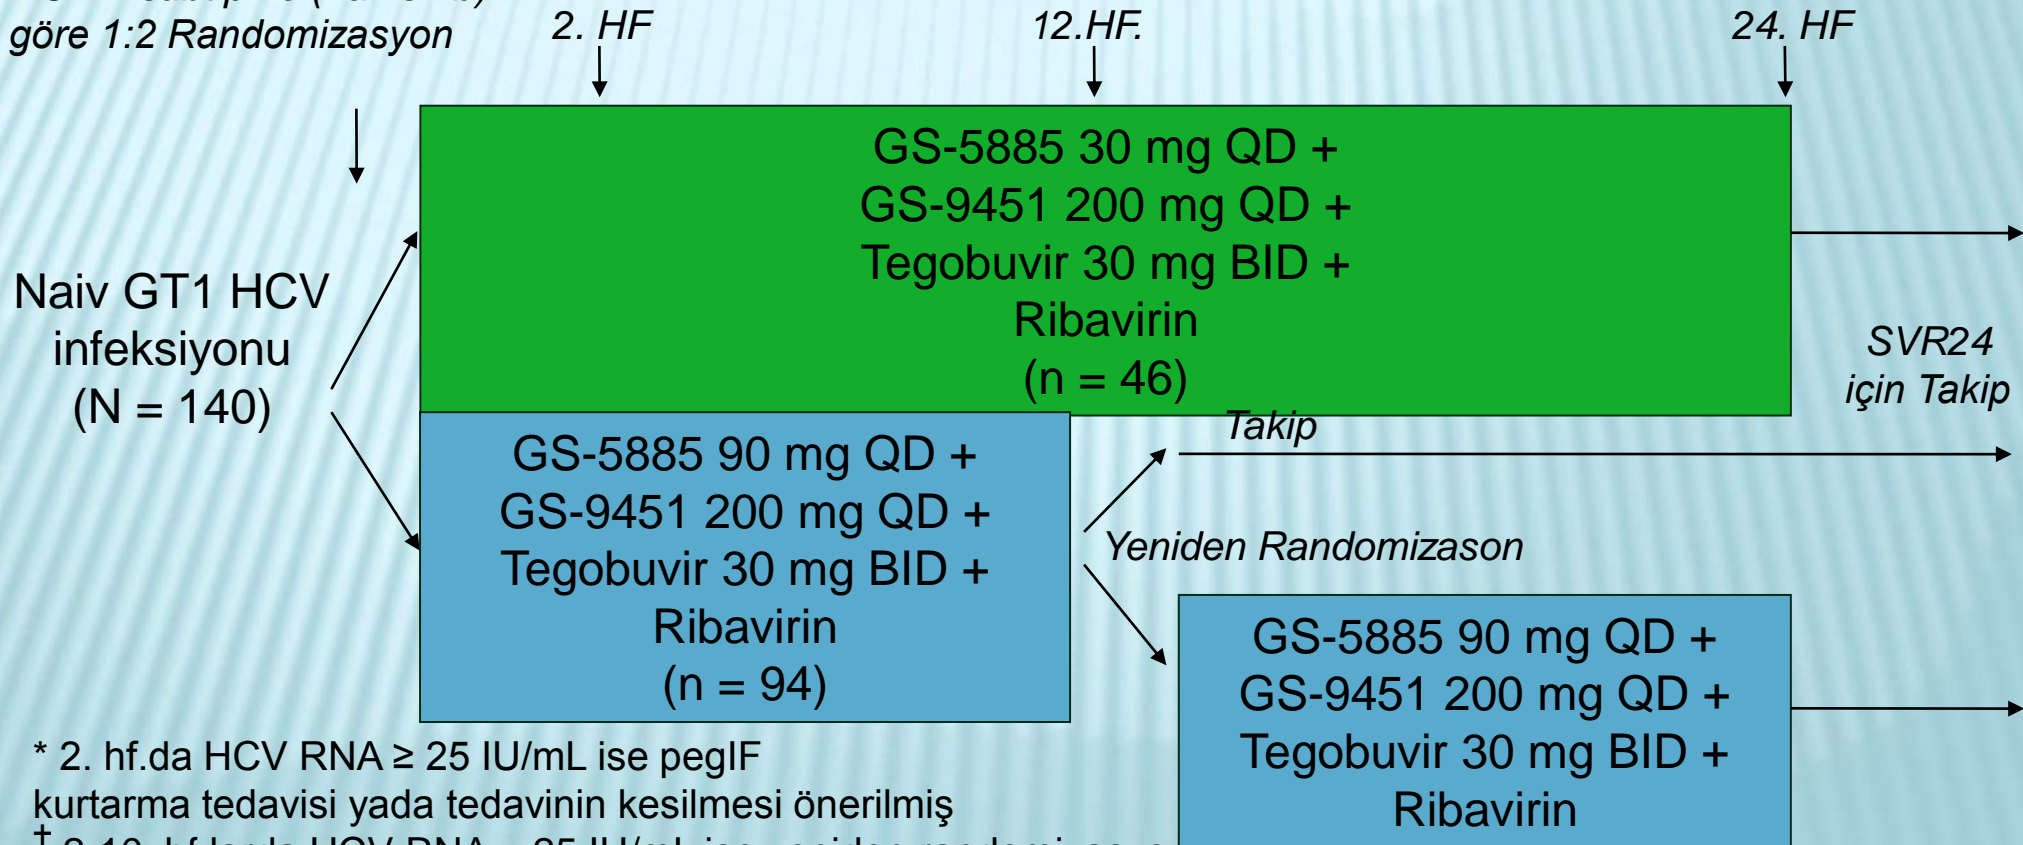 göre 1:2 Randomizasyon
2. HF
12.HF.
24. HF
GS-5885 30 mg QD +
GS-9451 200 mg QD +
Tegobuvir 30 mg BID +
Ribavirin
(n = 46)
Naiv GT1 HCV
infeksiyonu
(N = 140)
SVR24
için Takip
Takip
GS-5885 90 mg QD +
GS-9451 200 mg QD +
Tegobuvir 30 mg BID +
Ribavirin
(n = 94)
Yeniden Randomizason
GS-5885 90 mg QD +
GS-9451 200 mg QD +
Tegobuvir 30 mg BID +
Ribavirin
* 2. hf.da HCV RNA ≥ 25 IU/mL ise pegIF
kurtarma tedavisi yada tedavinin kesilmesi önerilmiş